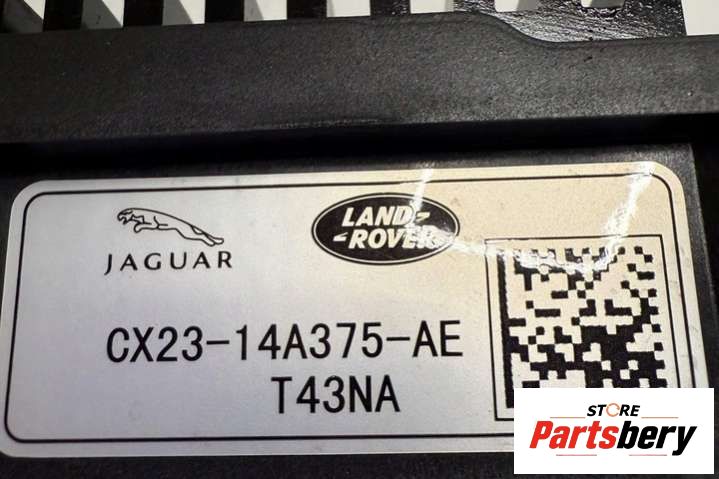 JAGUAR
LAND-
-ROVER
CX23-14A375-AE
T43NA
STORE
Partsbery